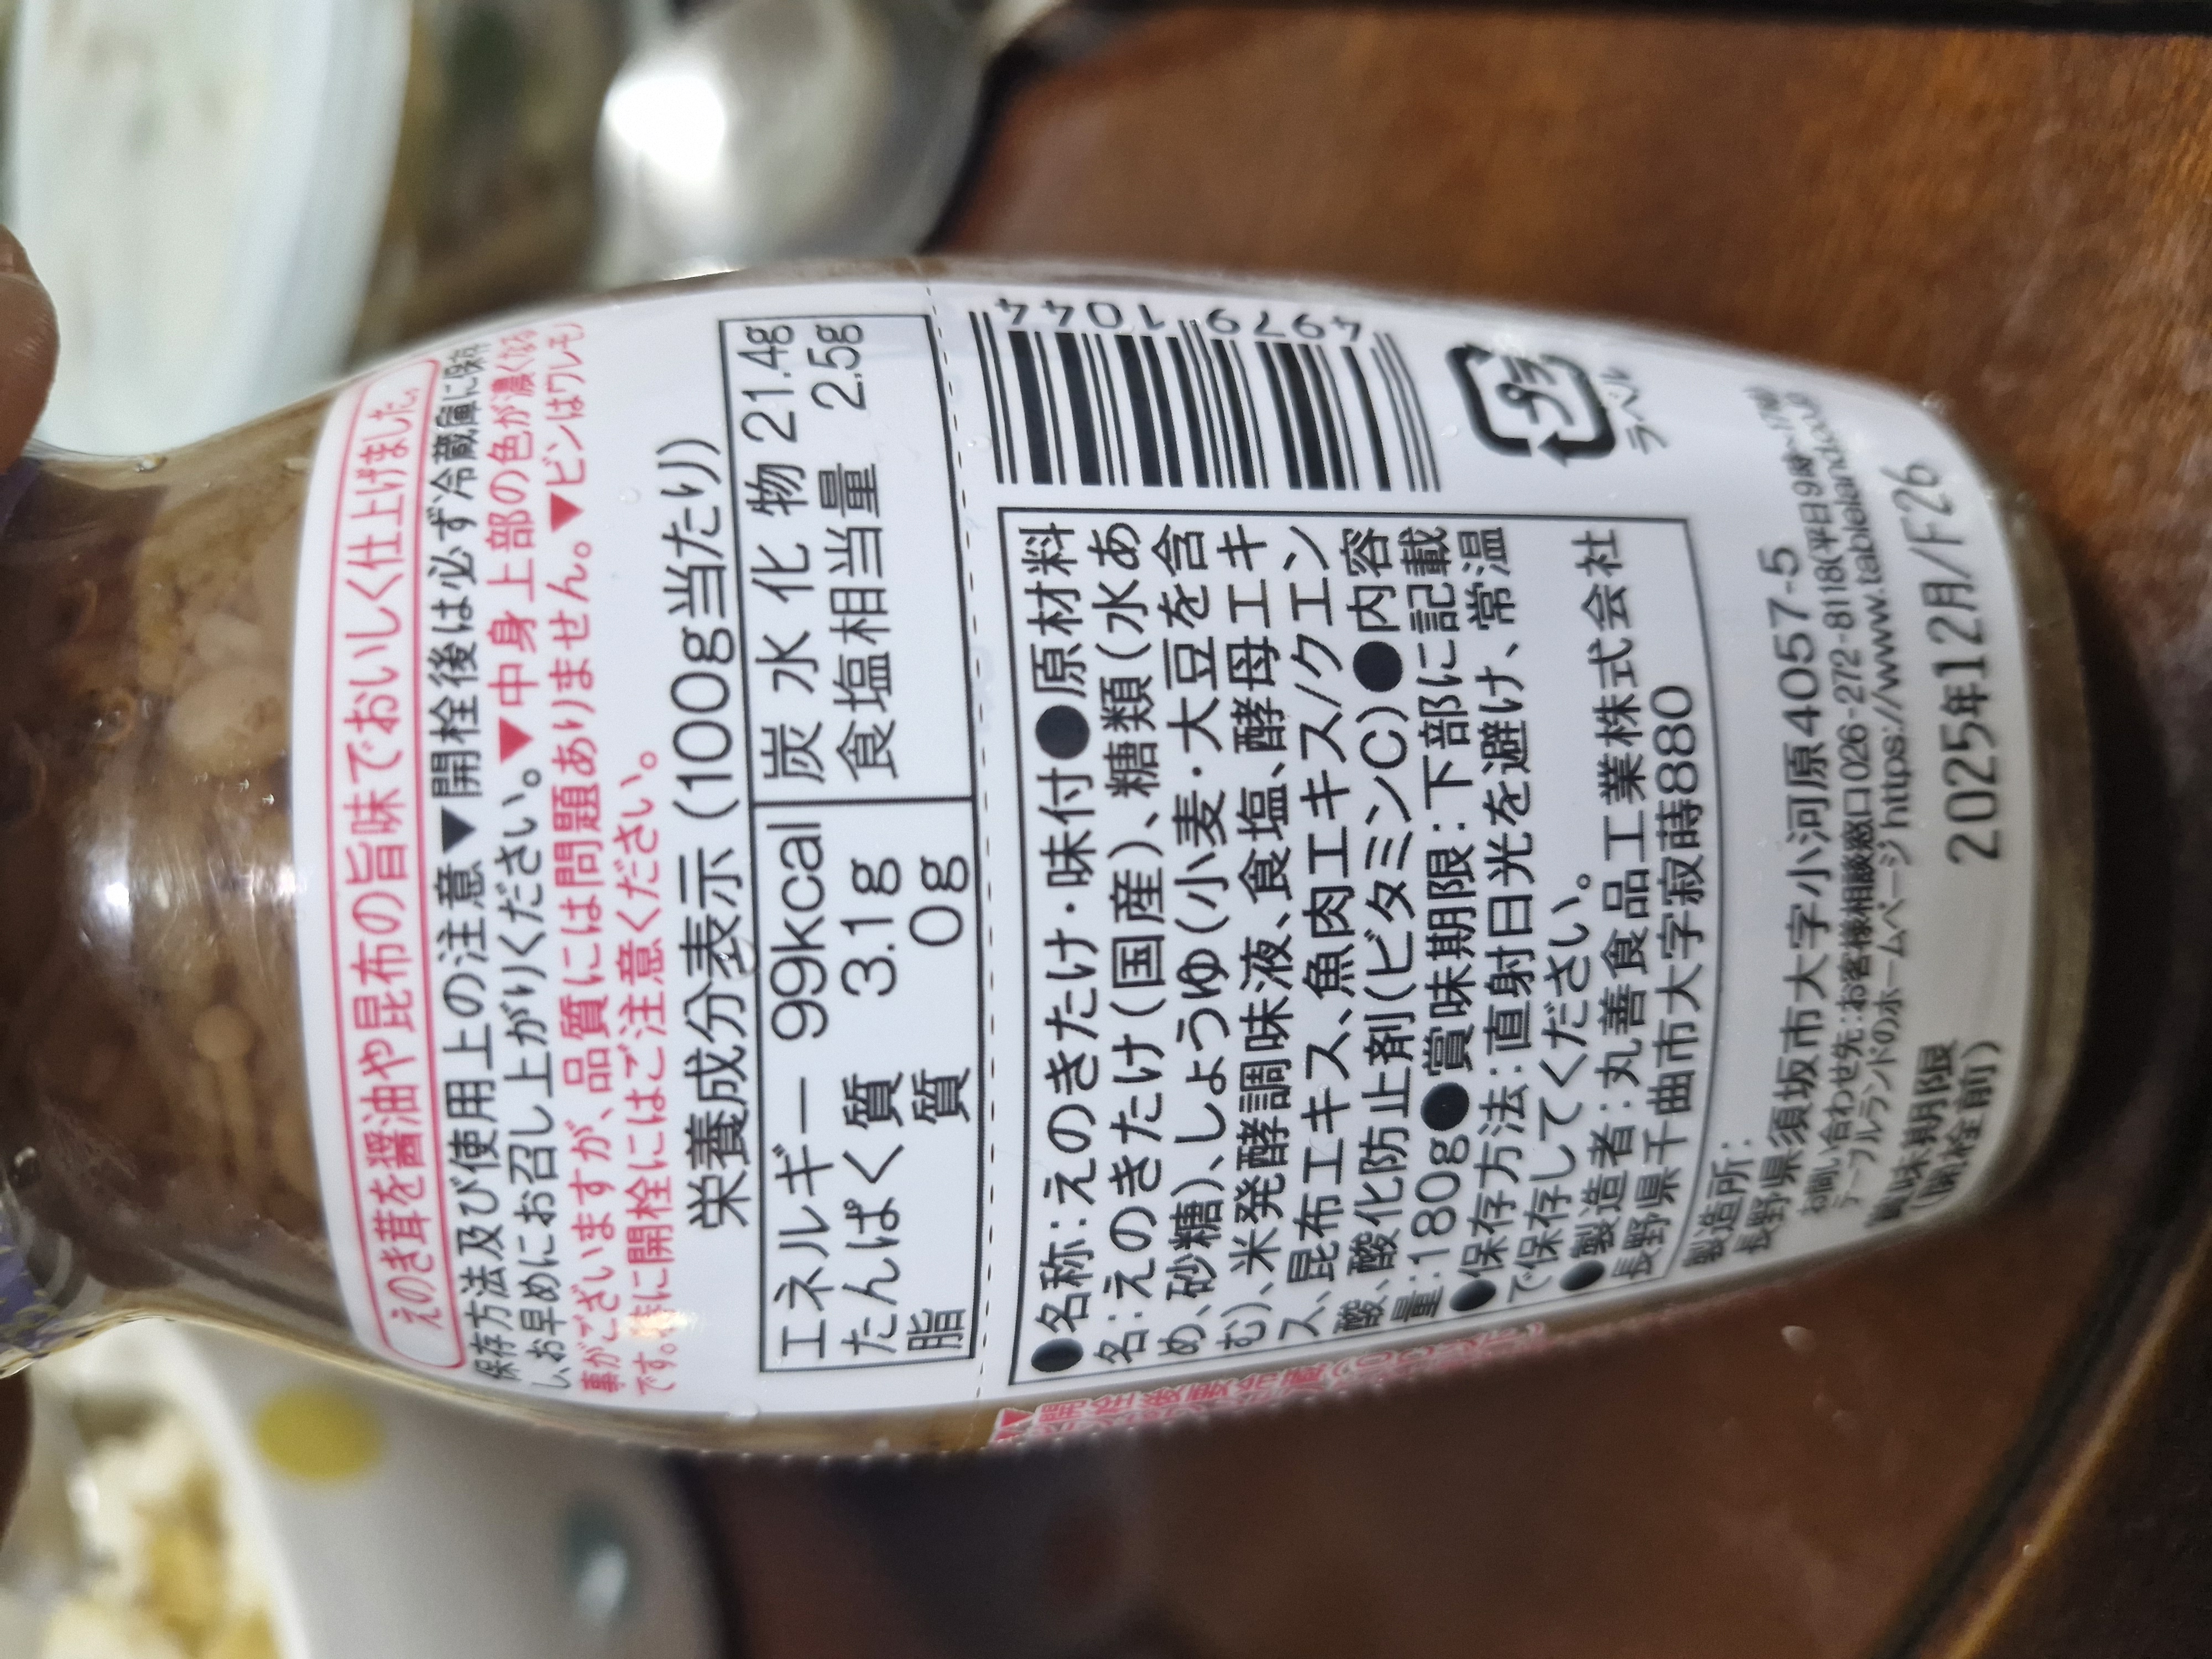 えのき茸を醤油や昆布の旨味でおいしく仕上げました。
保存方法及び使用上の注意▼開栓後は必ず冷蔵庫に保存
し、お早めにお召し上がりください。▼中身上部の色が濃くなる
事がございますが、品質には問題ありません。▼ビンはワレモノ
です。特に開栓にはご注意ください。
栄養成分表示(100g当たり)
エネルギー 99kcal 炭水化物 21.4g
たんぱく質 3.1g 食塩相当量 2.5g
脂質 0g
●名称:えのきたけ・味付●原材料
名:えのきたけ(国産)、糖類(水あ
め、砂糖)、しょうゆ(小麦・大豆を含
む)、米発酵調味液、食塩、酵母エキ
ス、昆布エキス、魚肉エキス/クエン
酸、酸化防止剤(ビタミンC)●内容
量:180g●賞味期限:下部に記載
●保存方法:直射日光を避け、常温
で保存してください。
●製造者:丸善食品工業株式会社
長野県千曲市大字寂蒔880
4979 1044
プラ
ラベル
製造所:
長野県須坂市大字小河原4057-5
お問い合わせ先:お客様相談窓口026-272-8118(平日9時~17時)
テーブルランドのホームページ https://www.tableland.co.jp
賞味期限
(開栓前)
2025年12月/F26